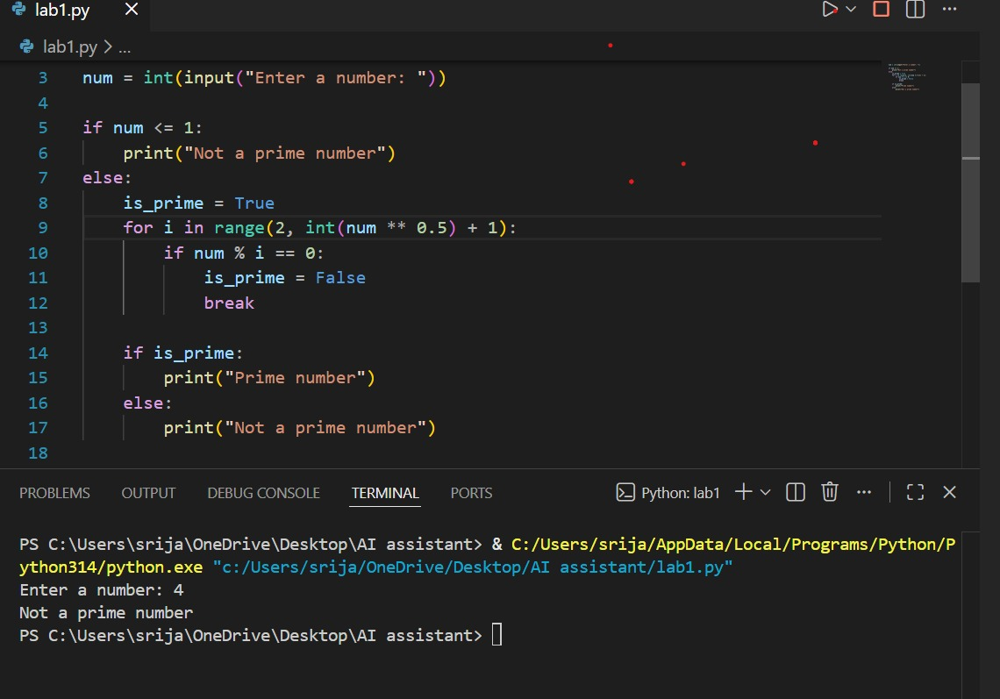 lab1.py
lab1.py > ...
3 num = int(input("Enter a number: "))
4
5 if num <= 1:
6     print("Not a prime number")
7 else:
8     is_prime = True
9     for i in range(2, int(num ** 0.5) + 1):
10         if num % i == 0:
11             is_prime = False
12             break
13
14     if is_prime:
15         print("Prime number")
16     else:
17         print("Not a prime number")
18
PROBLEMS OUTPUT DEBUG CONSOLE TERMINAL PORTS Python: lab1
PS C:\Users\srija\OneDrive\Desktop\AI assistant> & C:/Users/srija/AppData/Local/Programs/Python/P
ython314/python.exe "c:/Users/srija/OneDrive/Desktop/AI assistant/lab1.py"
Enter a number: 4
Not a prime number
PS C:\Users\srija\OneDrive\Desktop\AI assistant>